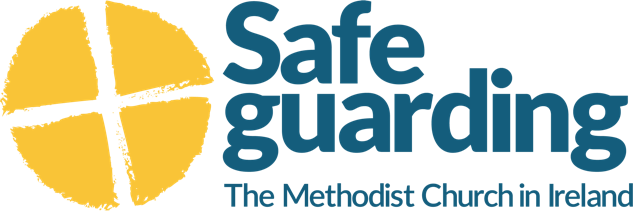 Safe
guarding
The Methodist Church in Ireland